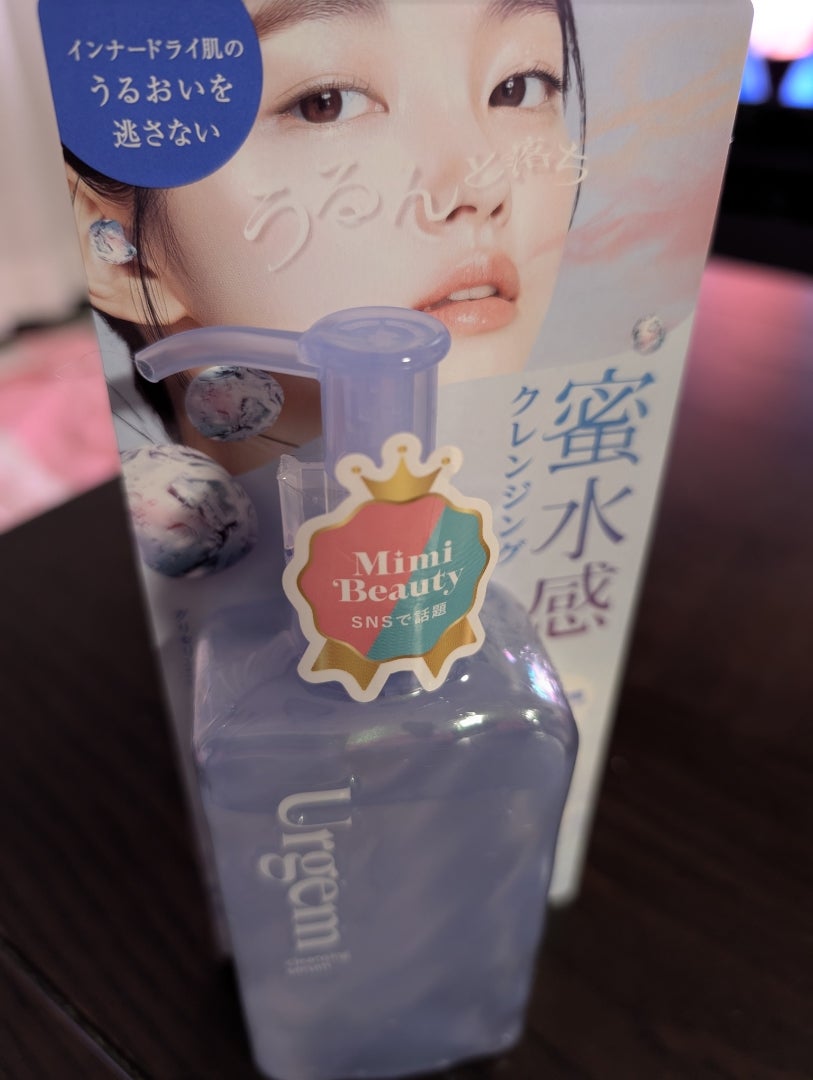 インナードライ肌の
うるおいを
逃さない
うるんと落ち
蜜水感
クレンジング
Mimi
Beauty
SNSで話題
Urgem
cleansing
serum